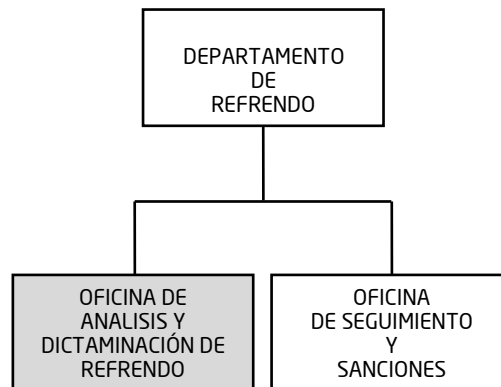 DEPARTAMENTO
DE
REFRENDO
OFICINA DE
ANALISIS Y
DICTAMINACIÓN DE
REFRENDO
OFICINA
DE SEGUIMIENTO
Y
SANCIONES